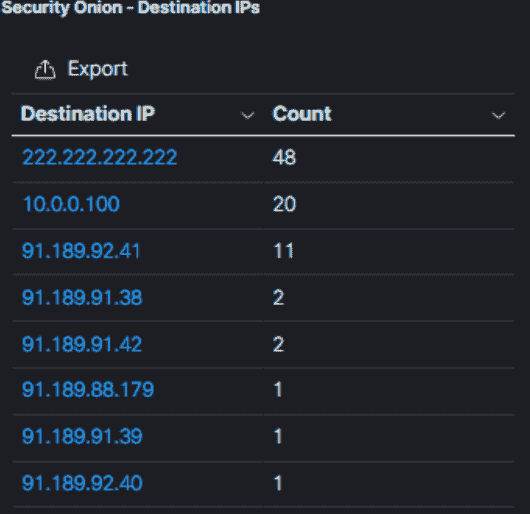 Security Onion - Destination IPs
Export
Destination IP Count
222.222.222.222 48
10.0.0.100 20
91.189.92.41 11
91.189.91.38 2
91.189.91.42 2
91.189.88.179 1
91.189.91.39 1
91.189.92.40 1